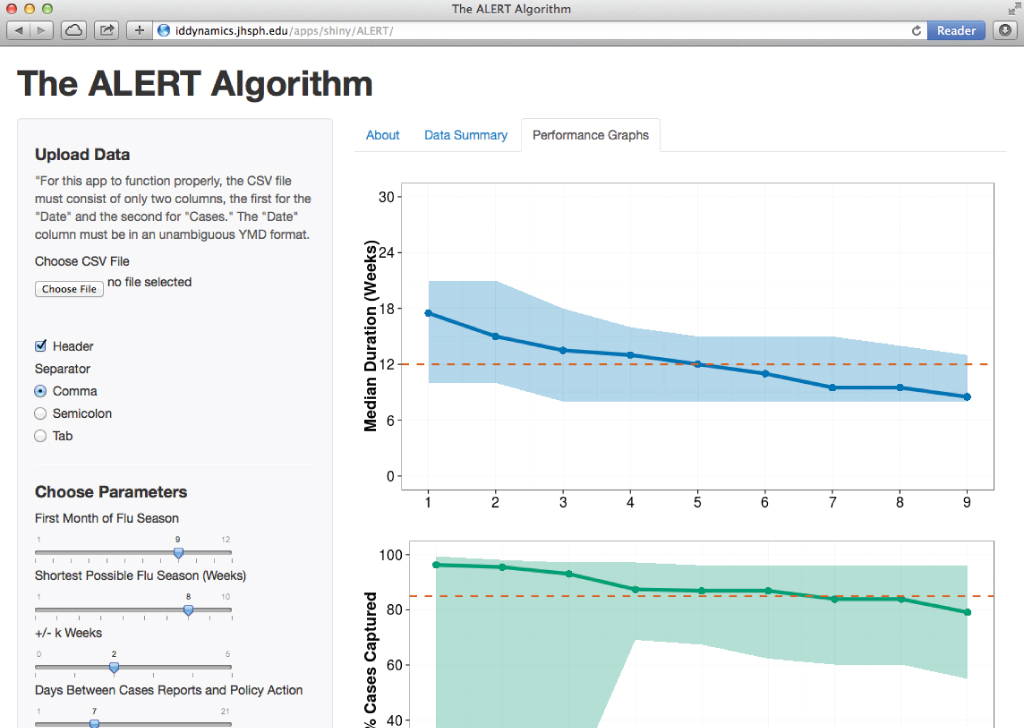 The ALERT Algorithm
iddynamics.jhsph.edu/apps/shiny/ALERT/
Reader
The ALERT Algorithm
About
Data Summary
Performance Graphs
Upload Data
"For this app to function properly, the CSV file
must consist of only two columns, the first for the
"Date" and the second for "Cases." The "Date"
column must be in an unambiguous YMD format.
Choose CSV File
Choose File no file selected
Header
Separator
Comma
Semicolon
Tab
Choose Parameters
First Month of Flu Season
1 9 12
Shortest Possible Flu Season (Weeks)
1 8 10
+/- k Weeks
0 2 5
Days Between Cases Reports and Policy Action
1 7 21
Median Duration (Weeks)
30
24
18
12
6
0
1 2 3 4 5 6 7 8 9
% Cases Captured
100
80
60
40